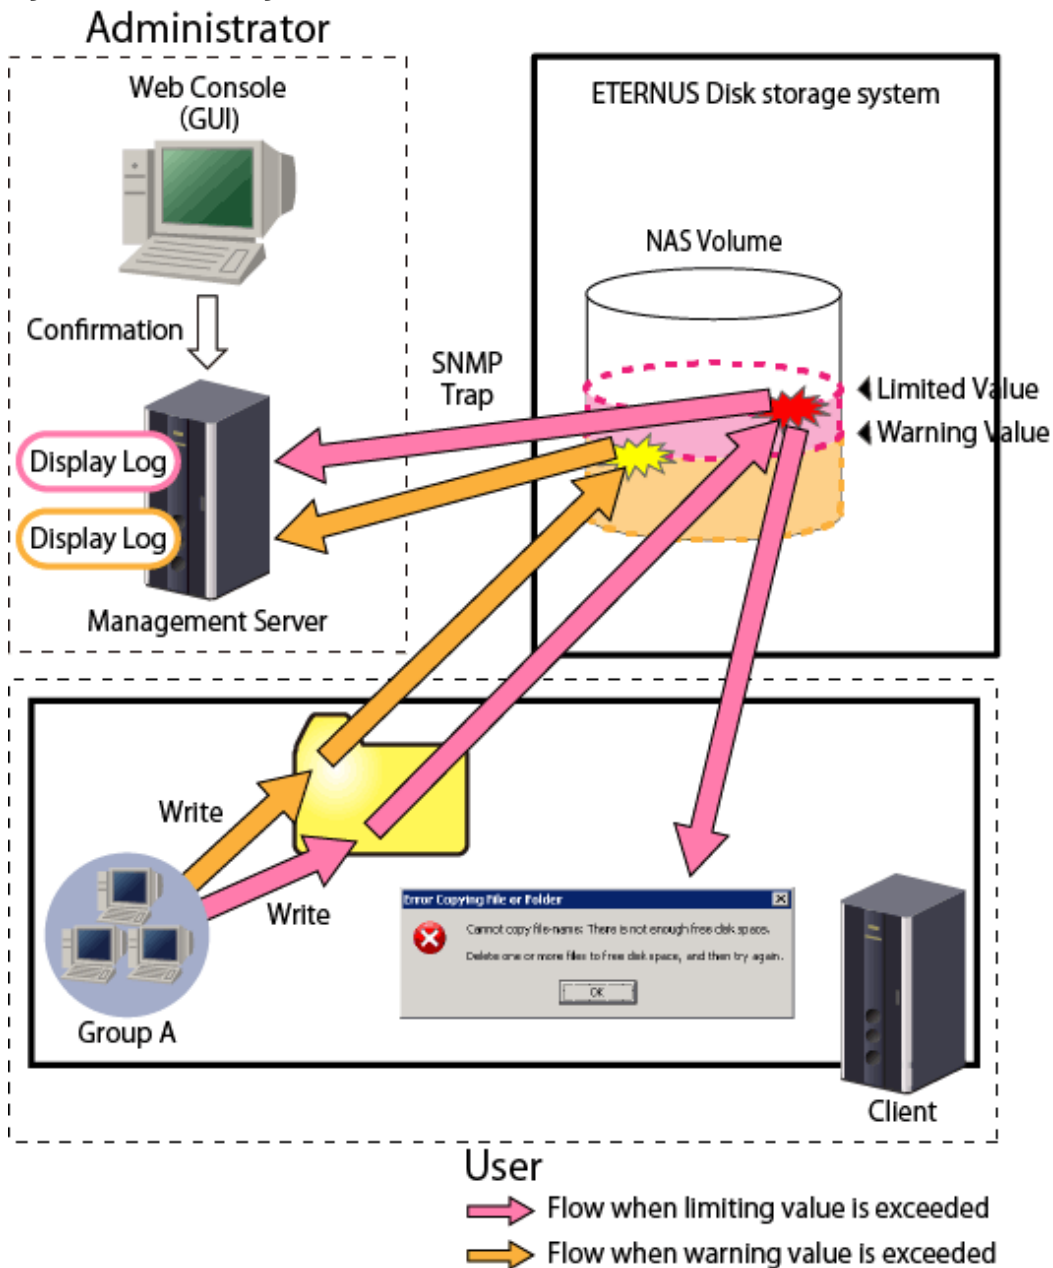 Administrator
Web Console
(GUI)
ETERNUS Disk storage system
NAS Volume
Confirmation
SNMP
Trap
Limited Value
Warning Value
Display Log
Display Log
Management Server
Write
Write
Group A
Error Copying File or Folder
Cannot copy file-name: There is not enough free disk space.
Delete one or more files to free disk space, and then try again.
OK
Client
User
Flow when limiting value is exceeded
Flow when warning value is exceeded